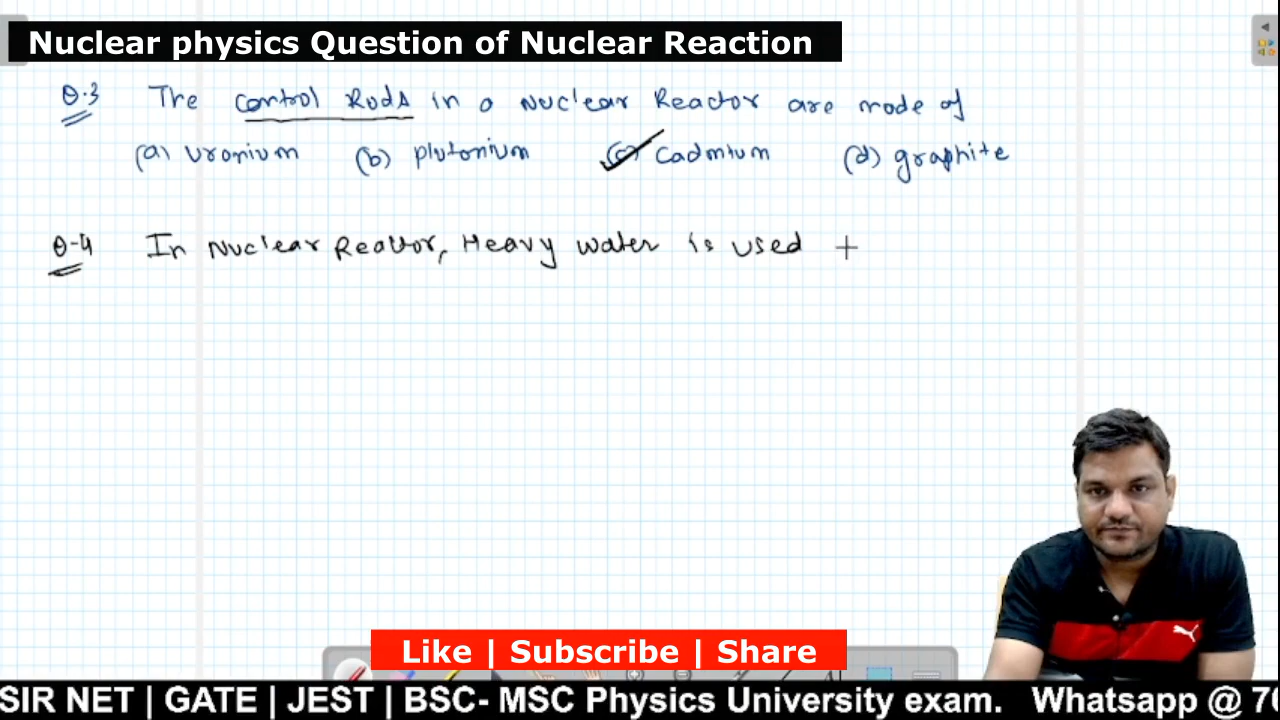 Nuclear physics Question of Nuclear Reaction
Q.3 The control Rods in a Nuclear Reactor are made of
(a) uranium (b) plutonium (c) cadmium (d) graphite
Q-4 In Nuclear Reactor, Heavy water is used
Like | Subscribe | Share
SIR NET | GATE | JEST | BSC- MSC Physics University exam. Whatsapp @ 70